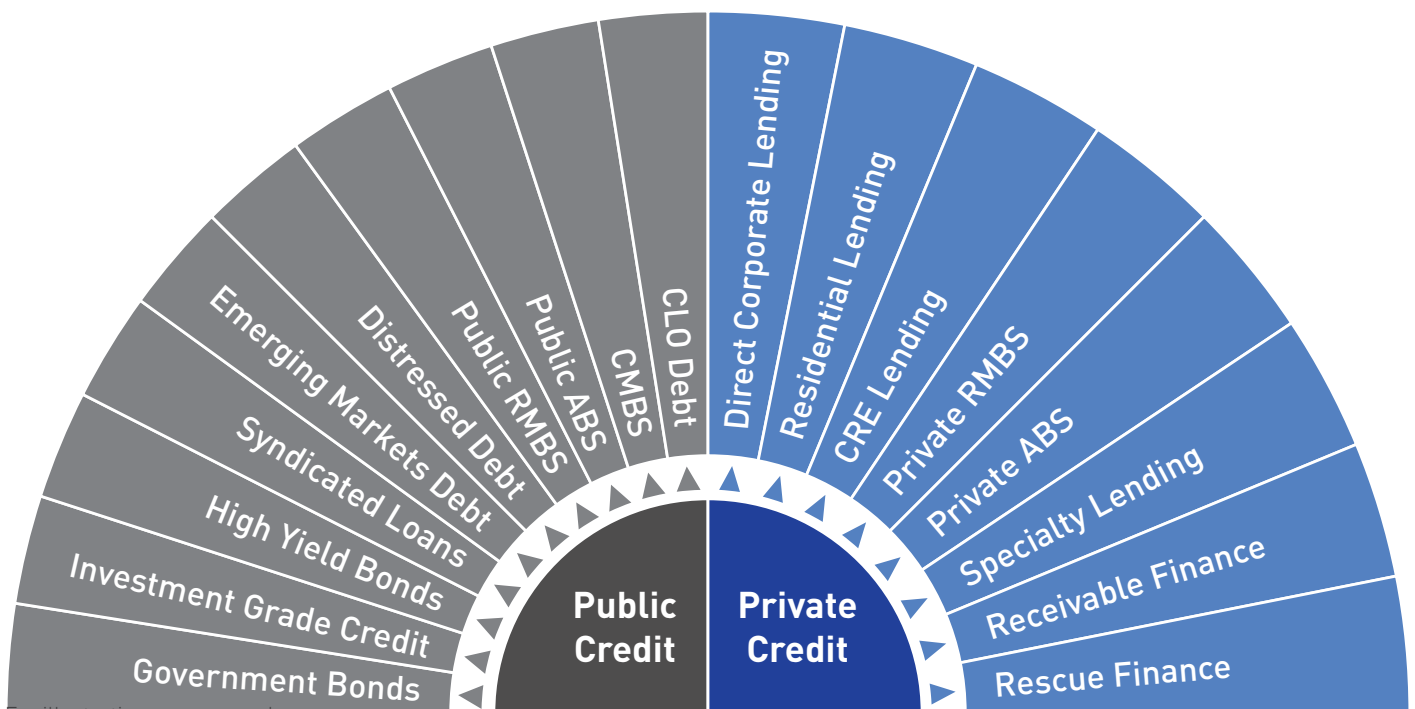 Government Bonds
Investment Grade Credit
High Yield Bonds
Syndicated Loans
Emerging Markets Debt
Distressed Debt
Public RMBS
Public ABS
CMBS
CLO Debt
Direct Corporate Lending
Residential Lending
CRE Lending
Private RMBS
Private ABS
Specialty Lending
Receivable Finance
Rescue Finance
Public
Credit
Private
Credit